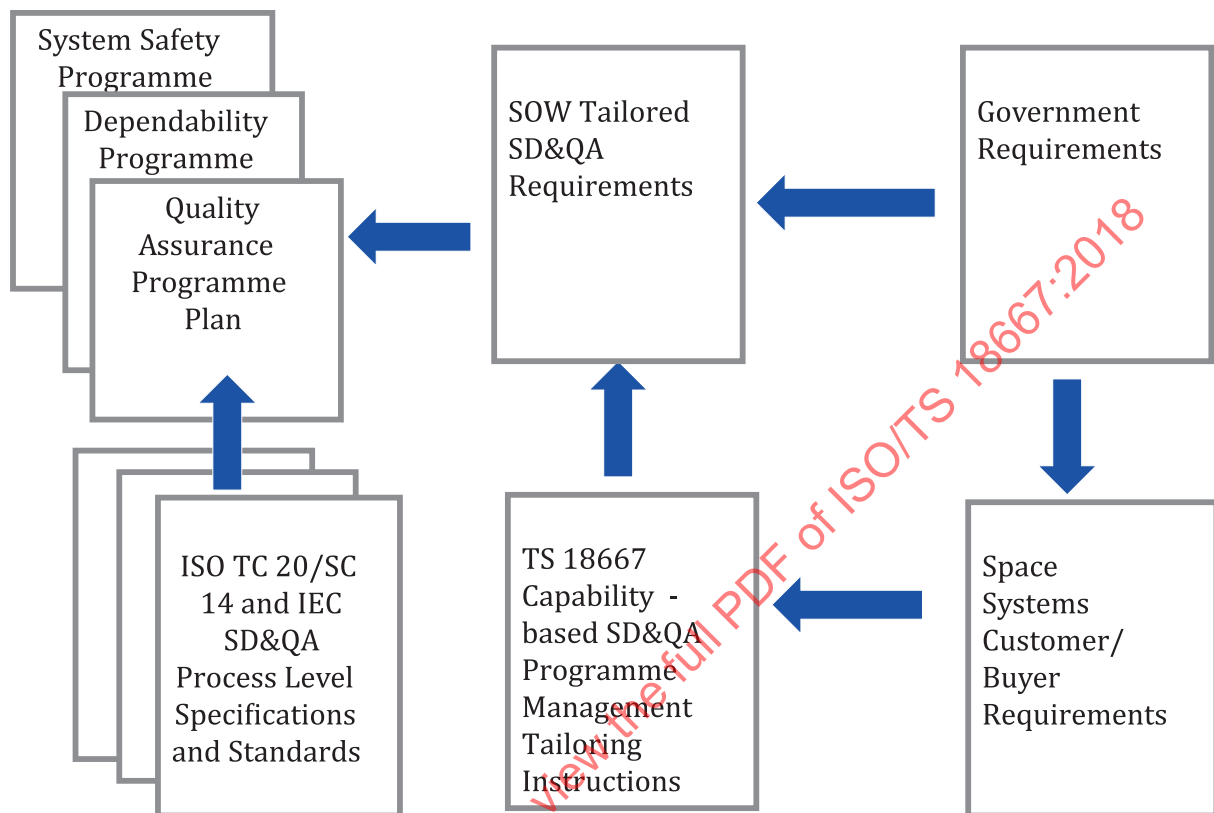 System Safety
Programme
Dependability
Programme
Quality
Assurance
Programme
Plan
SOW Tailored
SD&QA
Requirements
Government
Requirements
ISO TC 20/SC
14 and IEC
SD&QA
Process Level
Specifications
and Standards
TS 18667
Capability -
based SD&QA
Programme
Management
Tailoring
Instructions
Space
Systems
Customer/
Buyer
Requirements
view the full PDF of ISO/TS 18667:2018